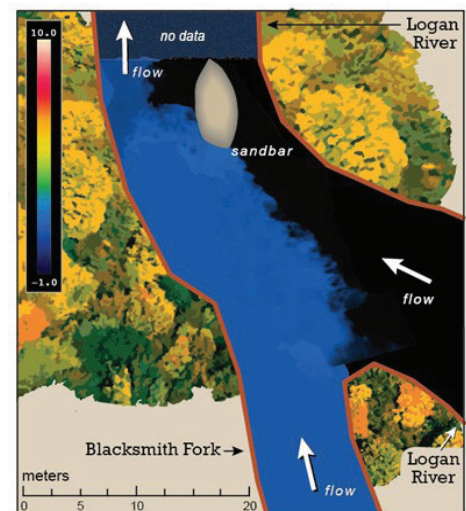 10.0
-1.0
no data
flow
Logan
River
sandbar
flow
Blacksmith Fork
Logan
River
meters
0 5 10 20
flow